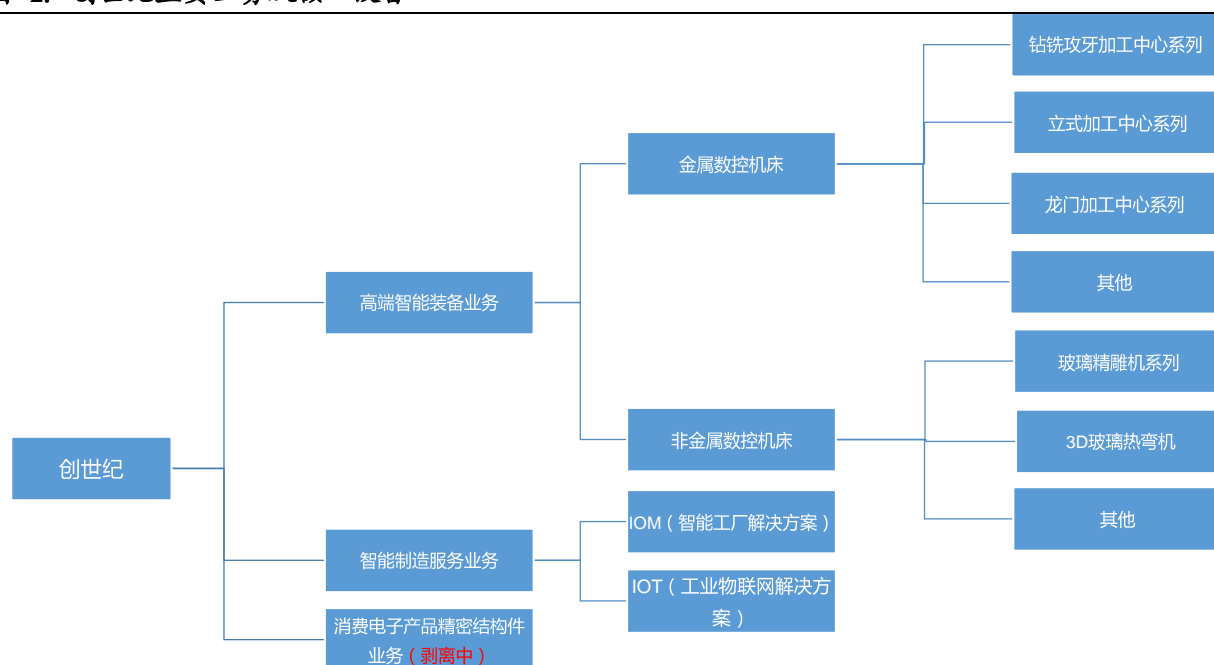 钻铣攻牙加工中心系列
立式加工中心系列
金属数控机床
龙门加工中心系列
其他
高端智能装备业务
玻璃精雕机系列
非金属数控机床
3D玻璃热弯机
创世纪
其他
IOM（智能工厂解决方案）
智能制造服务业务
IOT（工业物联网解决方
案）
消费电子产品精密结构件
业务（剥离中）